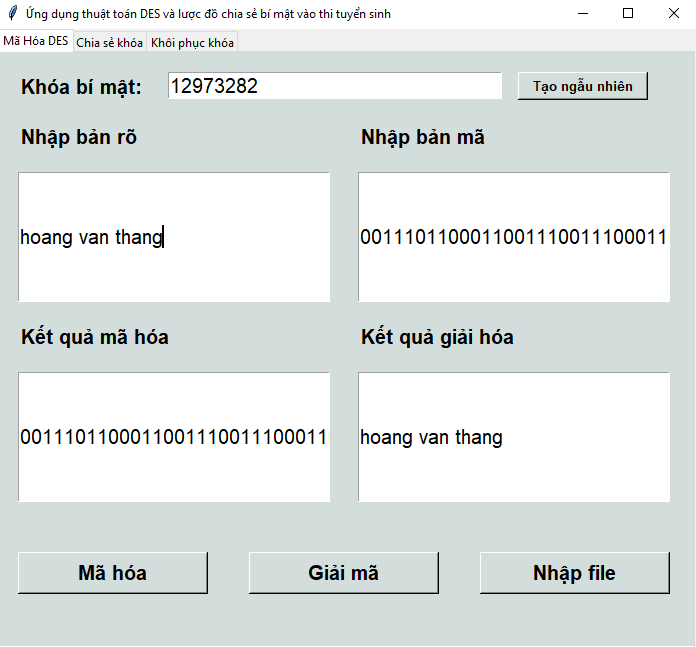 Ứng dụng thuật toán DES và lược đồ chia sẻ bí mật vào thi tuyển sinh
Mã Hóa DES Chia sẻ khóa Khôi phục khóa
Khóa bí mật: 12973282 Tạo ngẫu nhiên
Nhập bản rõ Nhập bản mã
hoang van thang 0011101100011001110011100011
Kết quả mã hóa Kết quả giải hóa
0011101100011001110011100011 hoang van thang
Mã hóa Giải mã Nhập file